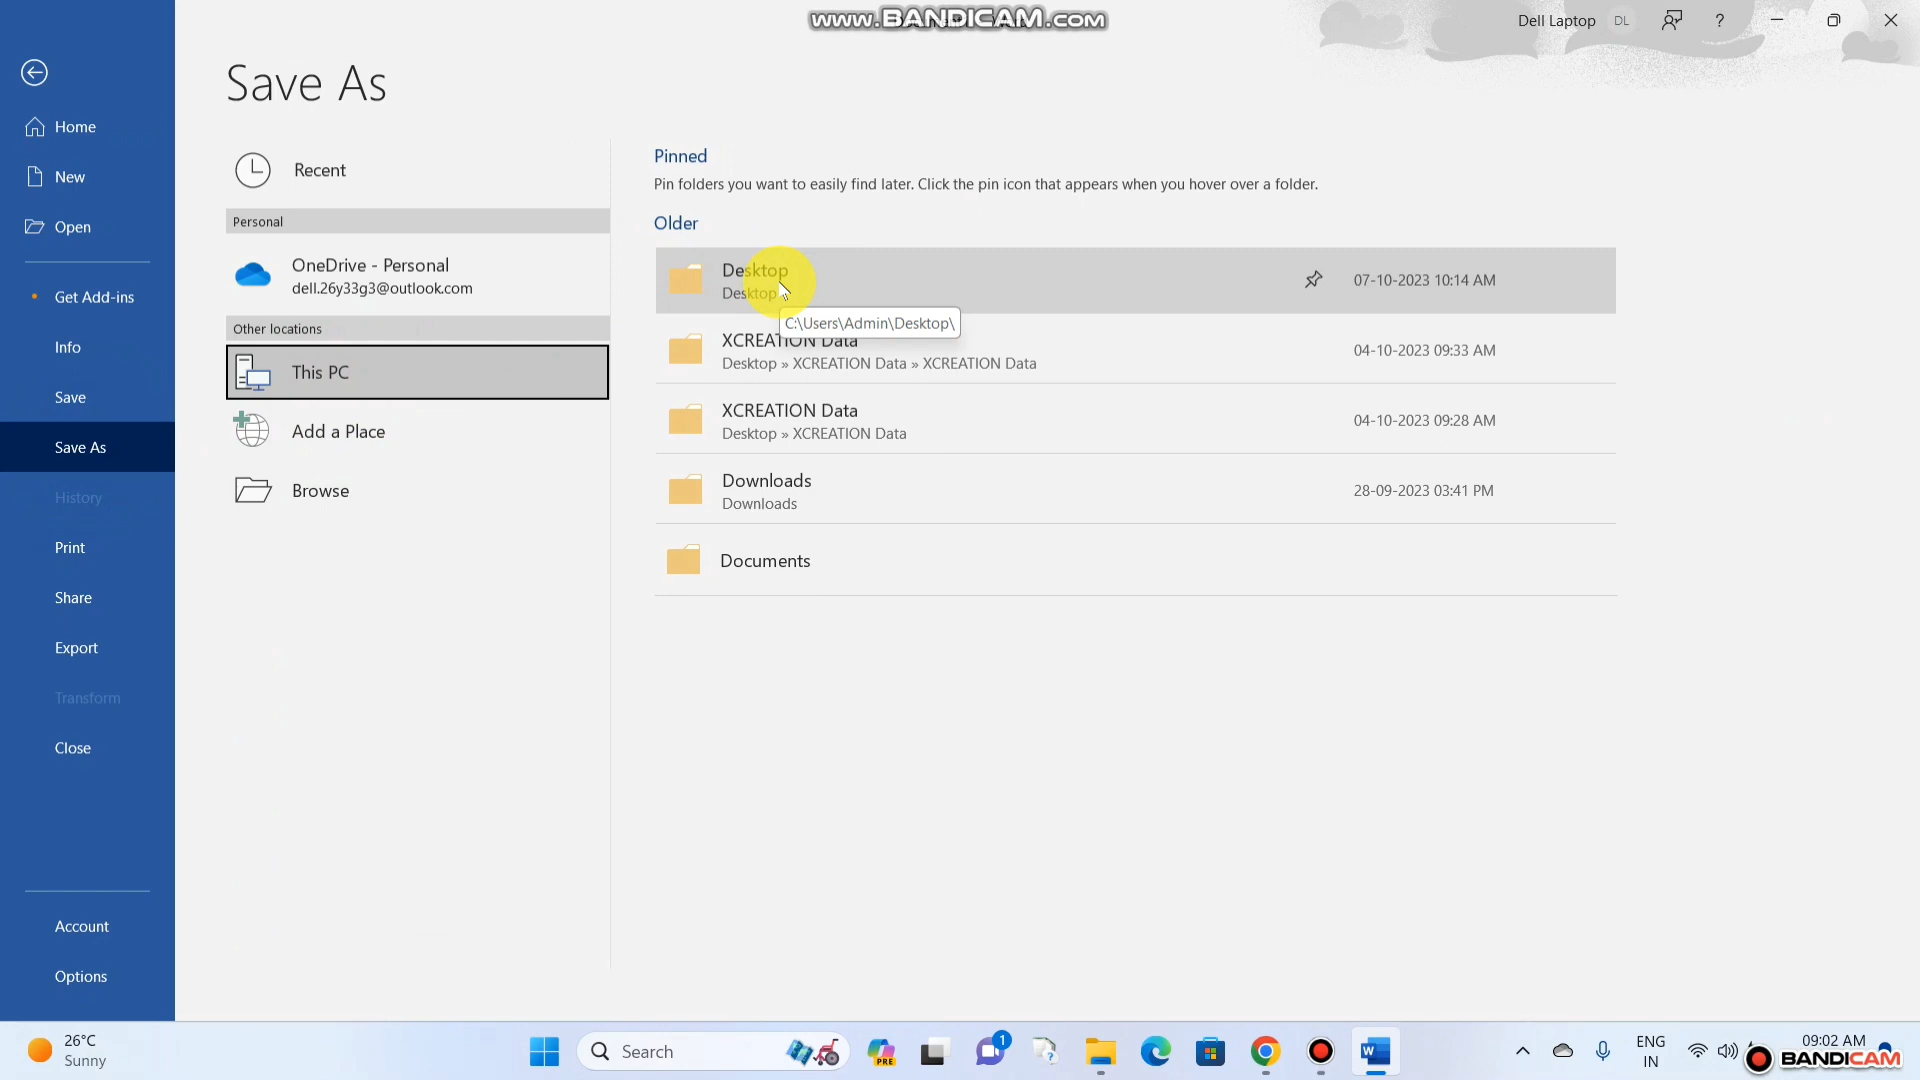 www.BANDICAM.com
Dell Laptop
DL
?
Save As
Home
New
Open
Get Add-ins
Info
Save
Save As
History
Print
Share
Export
Transform
Close
Account
Options
Recent
Personal
OneDrive - Personal
dell.26y33g3@outlook.com
Other locations
This PC
Add a Place
Browse
Pinned
Pin folders you want to easily find later. Click the pin icon that appears when you hover over a folder.
Older
Desktop
Desktop
07-10-2023 10:14 AM
C:\Users\Admin\Desktop\
XCREATION Data
Desktop » XCREATION Data » XCREATION Data
04-10-2023 09:33 AM
XCREATION Data
Desktop » XCREATION Data
04-10-2023 09:28 AM
Downloads
Downloads
28-09-2023 03:41 PM
Documents
26°C
Sunny
Search
PRE
1
W
ENG
IN
09:02 AM
BANDICAM